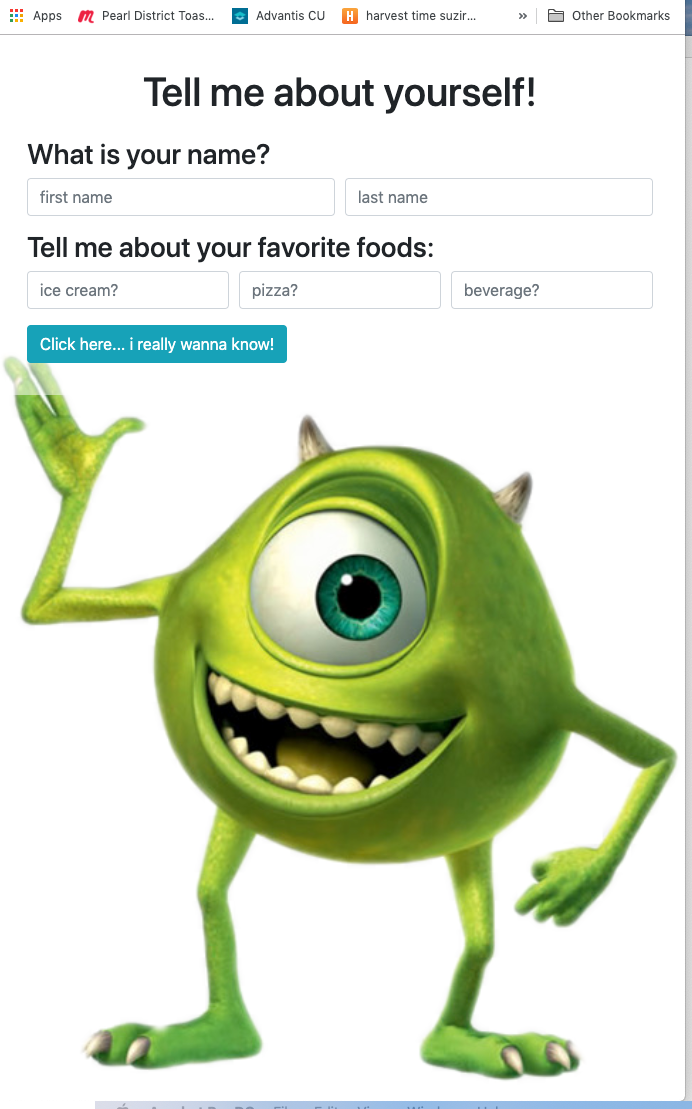 Apps Pearl District Toas... Advantis CU H harvest time suzir... » Other Bookmarks
Tell me about yourself!
What is your name?
first name last name
Tell me about your favorite foods:
ice cream? pizza? beverage?
Click here... i really wanna know!